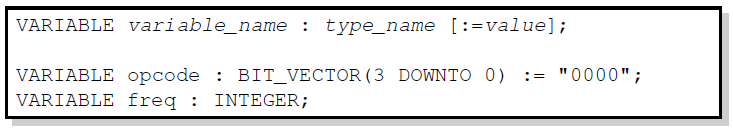 VARIABLE variable_name : type_name [:=value];
VARIABLE opcode : BIT_VECTOR(3 DOWNTO 0) := "0000";
VARIABLE freq : INTEGER;